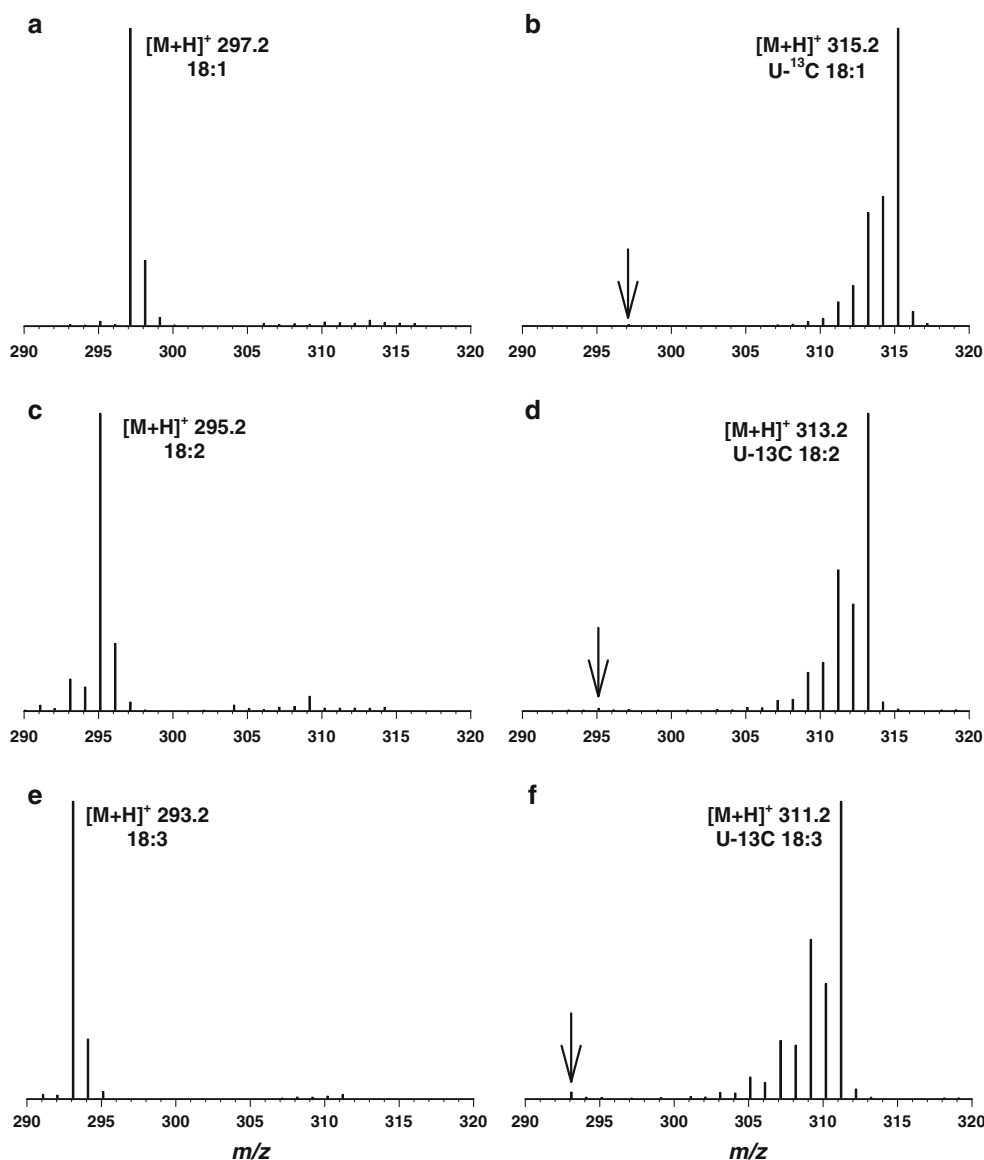 a
[M+H]⁺ 297.2
18:1
290 295 300 305 310 315 320
b
[M+H]⁺ 315.2
U-¹³C 18:1
290 295 300 305 310 315 320
c
[M+H]⁺ 295.2
18:2
290 295 300 305 310 315 320
d
[M+H]⁺ 313.2
U-13C 18:2
290 295 300 305 310 315 320
e
[M+H]⁺ 293.2
18:3
290 295 300 305 310 315 320
m/z
f
[M+H]⁺ 311.2
U-13C 18:3
290 295 300 305 310 315 320
m/z